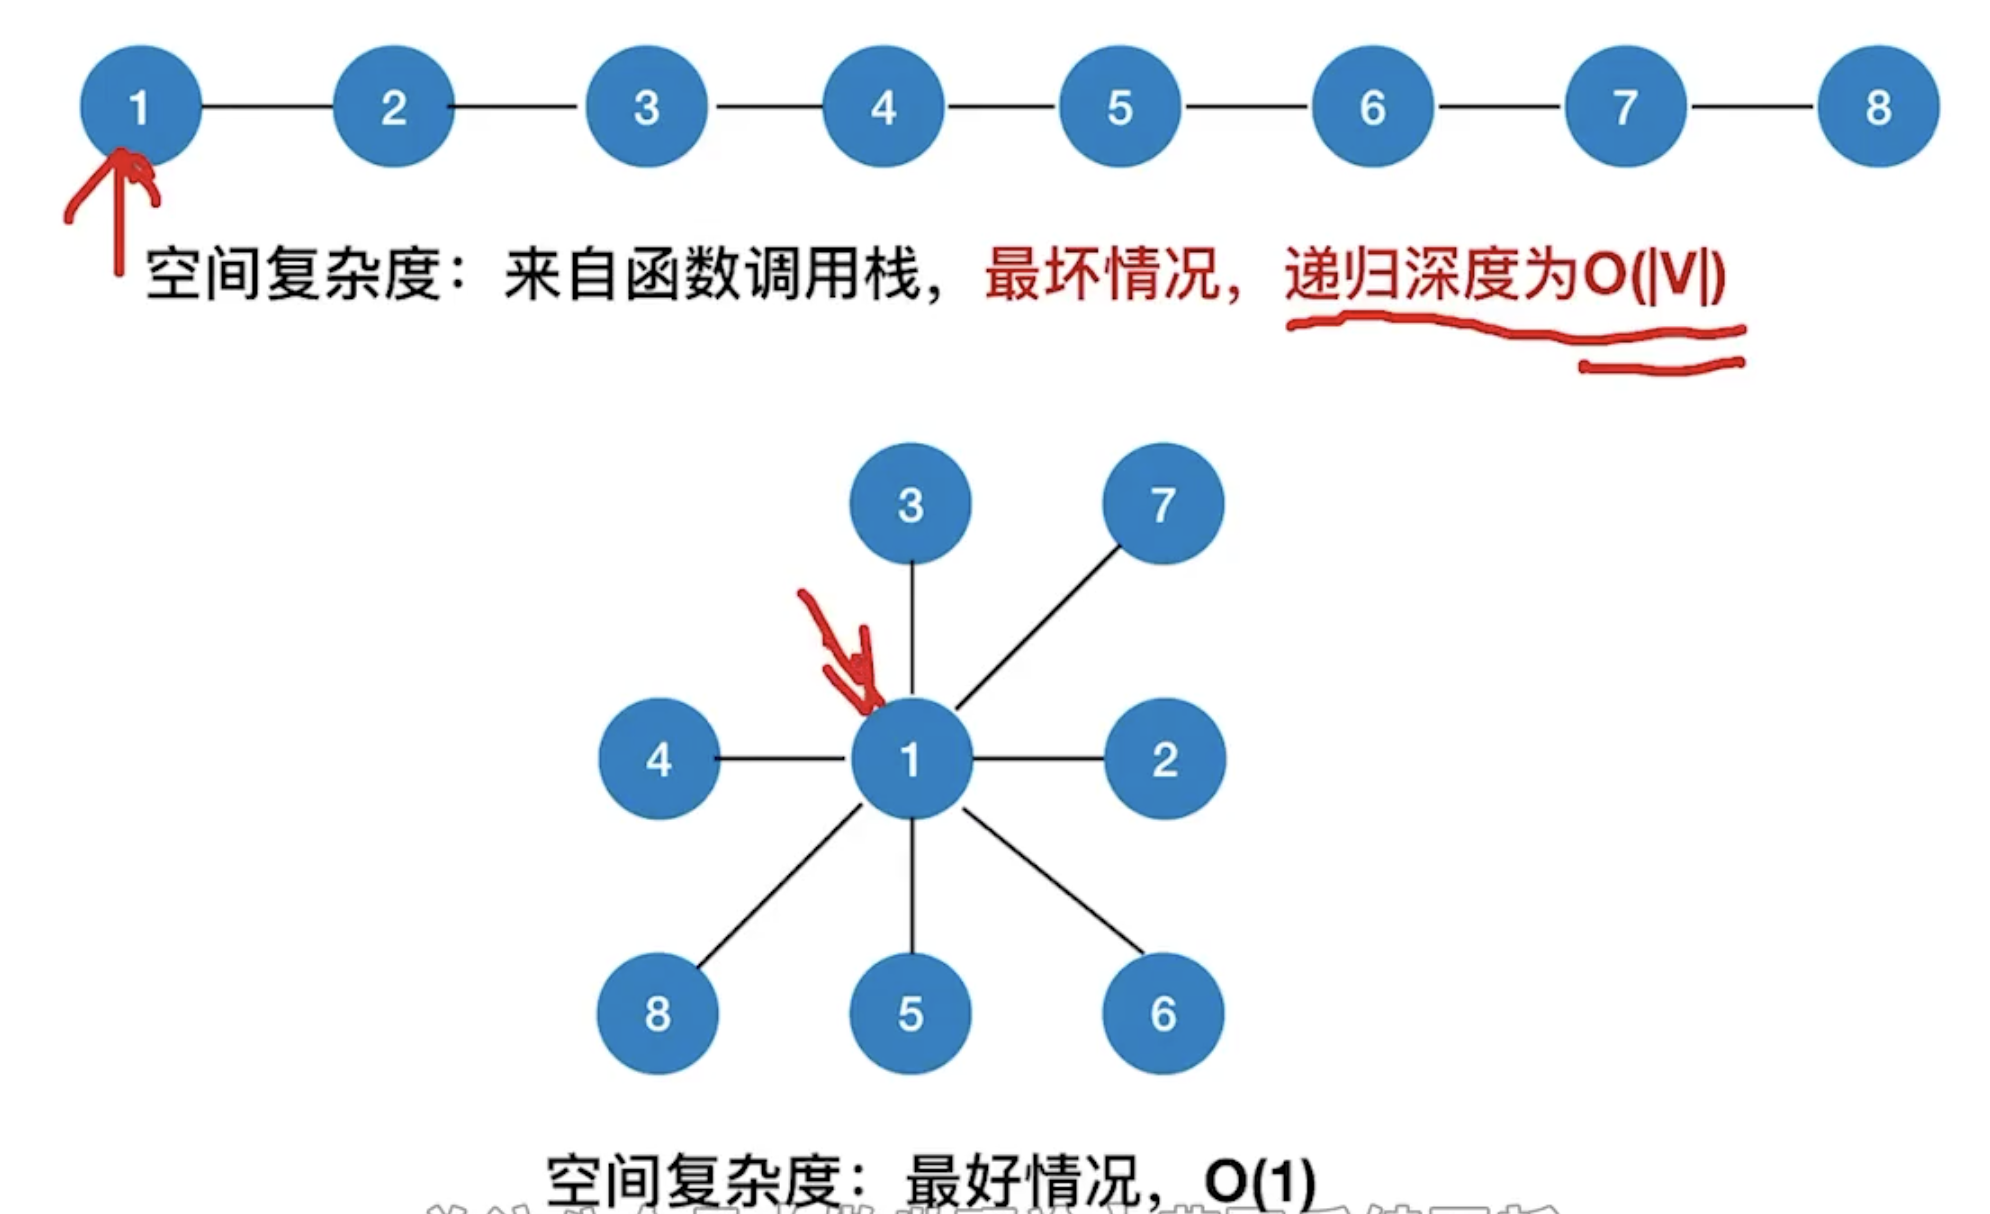 1 2 3 4 5 6 7 8
空间复杂度：来自函数调用栈，最坏情况，递归深度为O(|V|)
3 7
4 1 2
8 5 6
空间复杂度：最好情况，O(1)